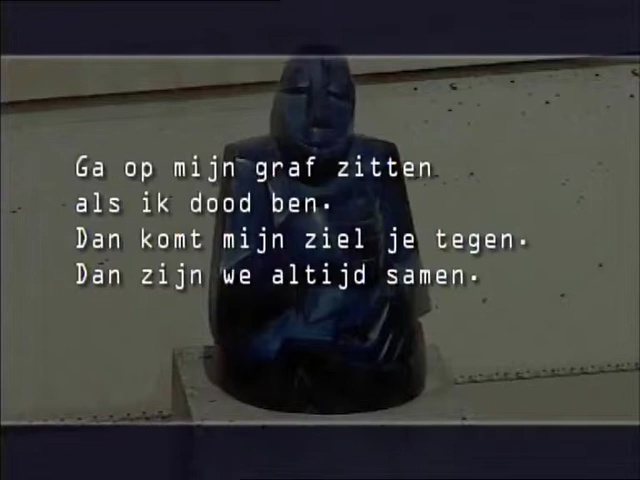 Ga op mijn graf zitten
als ik dood ben.
Dan komt mijn ziel je tegen.
Dan zijn we altijd samen.